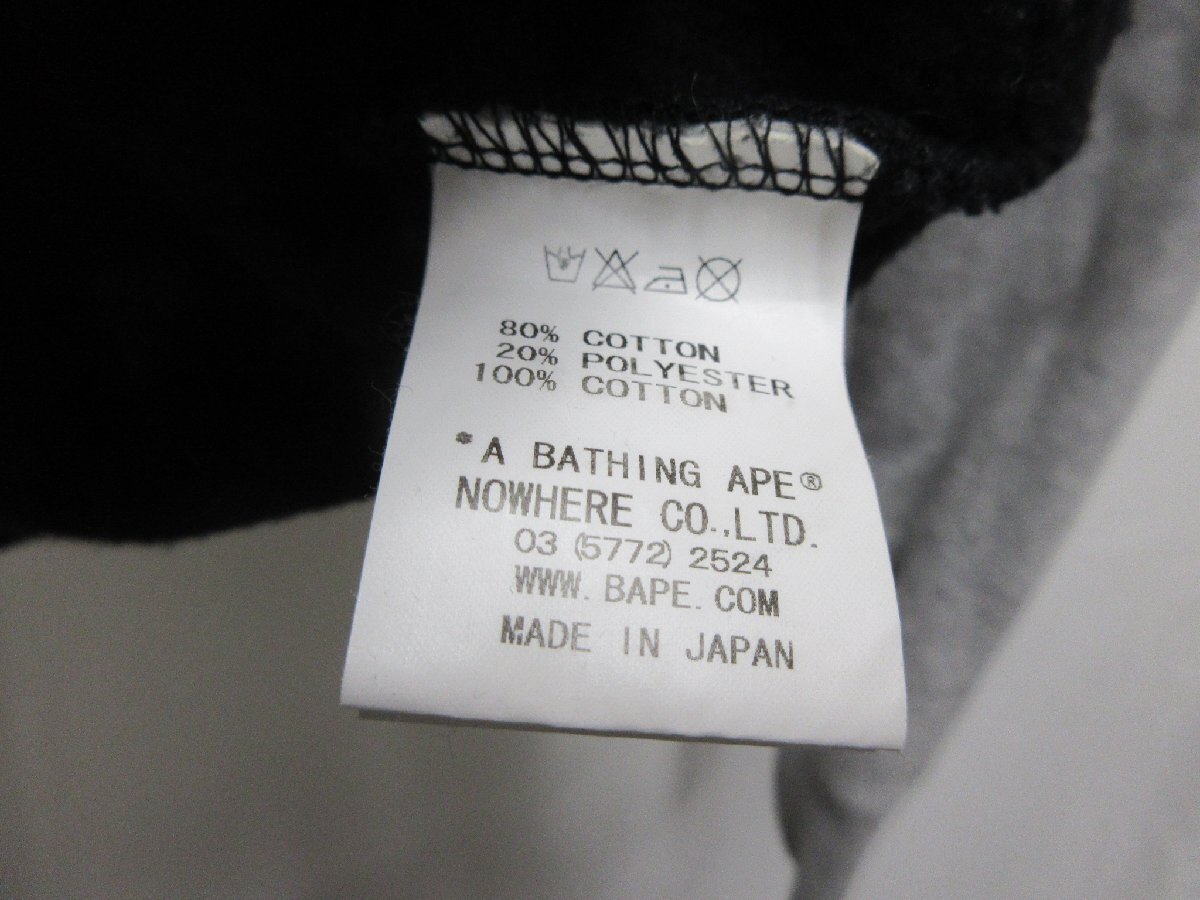 80% COTTON
20% POLYESTER
100% COTTON
*A BATHING APE®
NOWHERE CO.,LTD.
03 (5772) 2524
WWW. BAPE. COM
MADE IN JAPAN